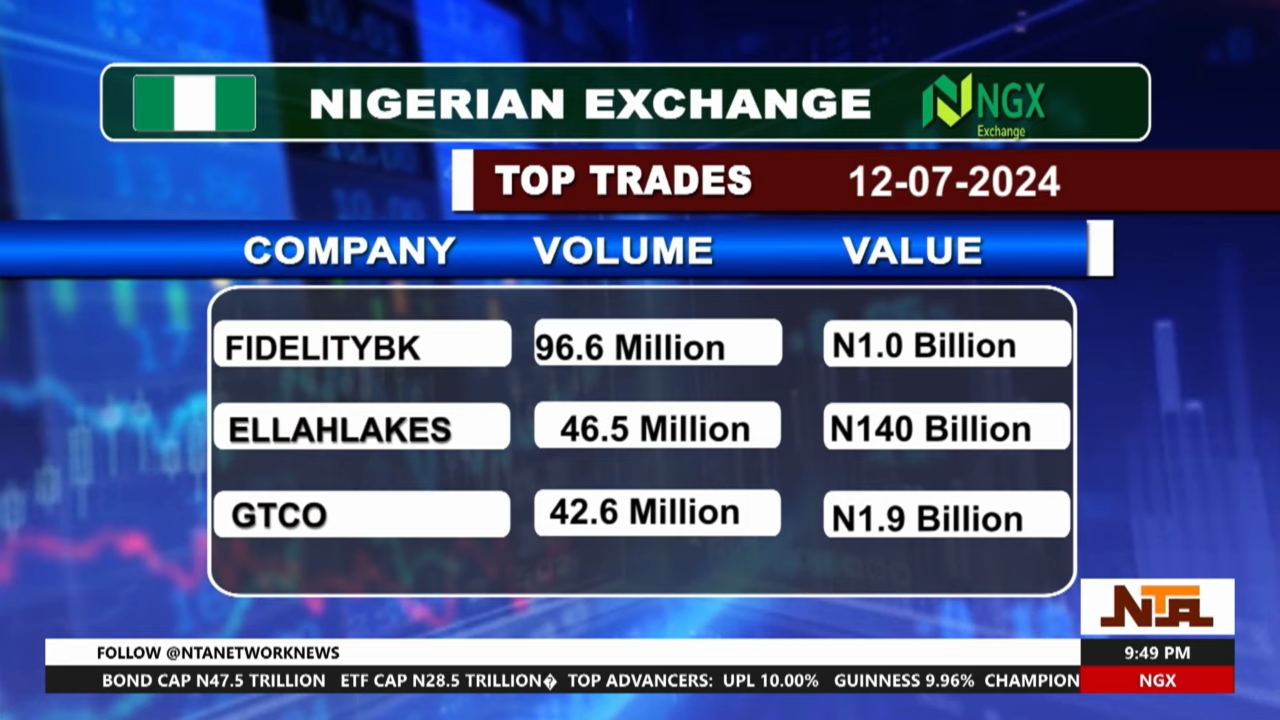 NIGERIAN EXCHANGE NGX
Exchange
TOP TRADES 12-07-2024
COMPANY VOLUME VALUE
FIDELITYBK 96.6 Million N1.0 Billion
ELLAHLAKES 46.5 Million N140 Billion
GTCO 42.6 Million N1.9 Billion
NTA
FOLLOW @NTANETWORKNEWS 9:49 PM
BOND CAP N47.5 TRILLION ETF CAP N28.5 TRILLION� TOP ADVANCERS: UPL 10.00% GUINNESS 9.96% CHAMPION NGX